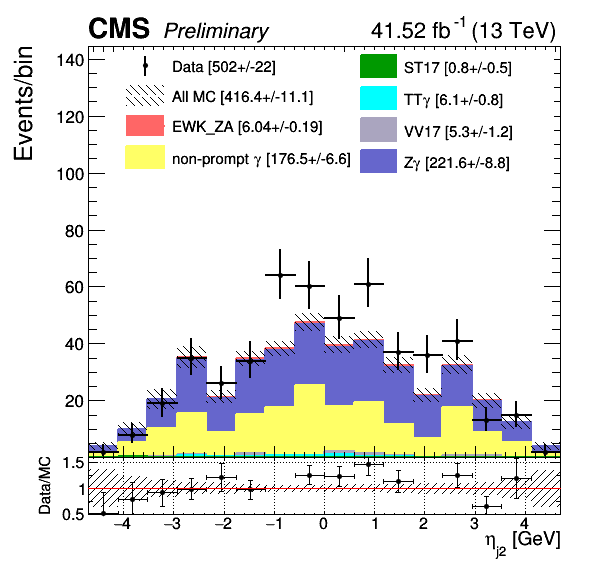 CMS Preliminary 41.52 fb⁻¹ (13 TeV)
Events/bin
Data [502+/-22]
All MC [416.4+/-11.1]
EWK_ZA [6.04+/-0.19]
non-prompt γ [176.5+/-6.6]
ST17 [0.8+/-0.5]
TTγ [6.1+/-0.8]
VV17 [5.3+/-1.2]
Zγ [221.6+/-8.8]
140
120
100
80
60
40
20
Data/MC
1.5
1
0.5
−4 −3 −2 −1 0 1 2 3 4
η_{j2} [GeV]